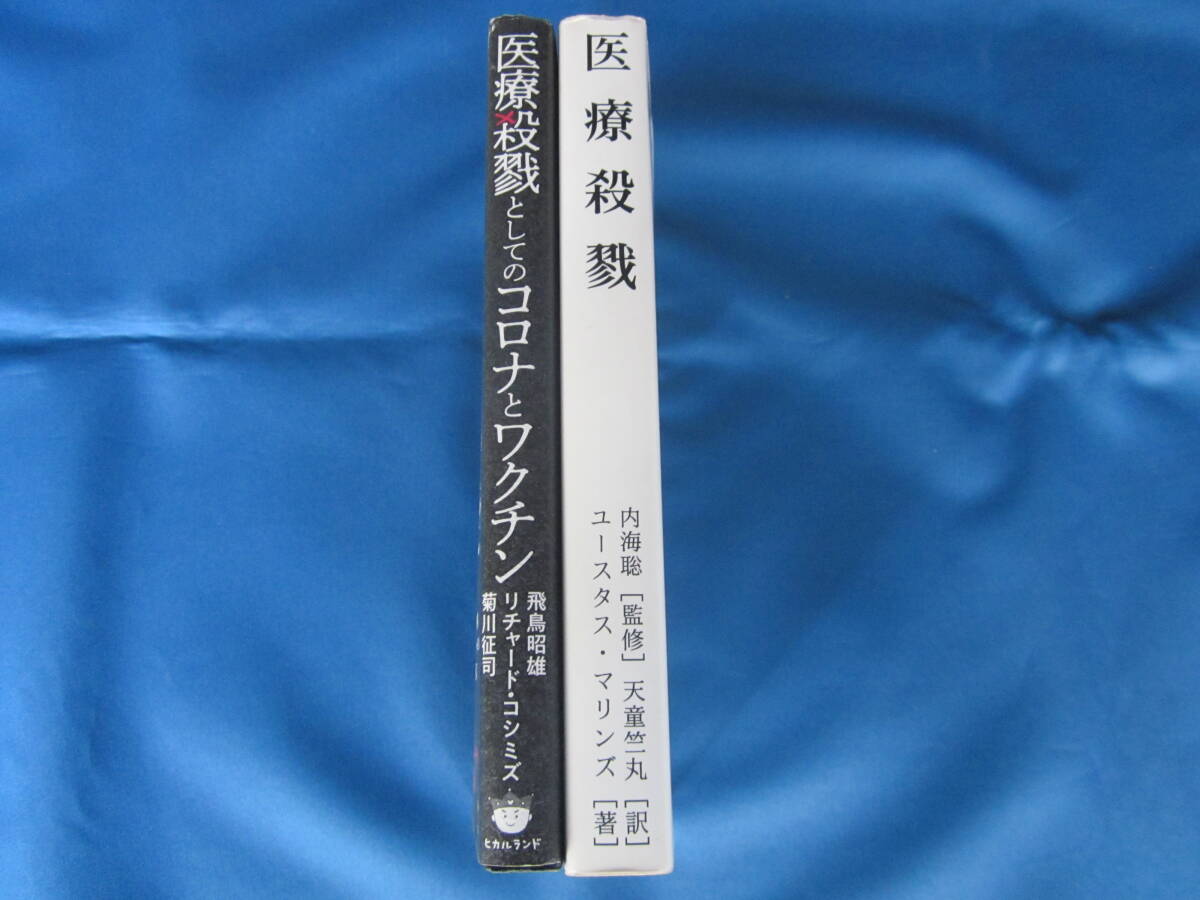 医療殺戮としてのコロナとワクチン
飛鳥昭雄
リチャード・コシミズ
菊川征司
ヒカルランド
医療殺戮
内海聡［監修］天童竺丸［訳］
ユースタス・マリンズ［著］